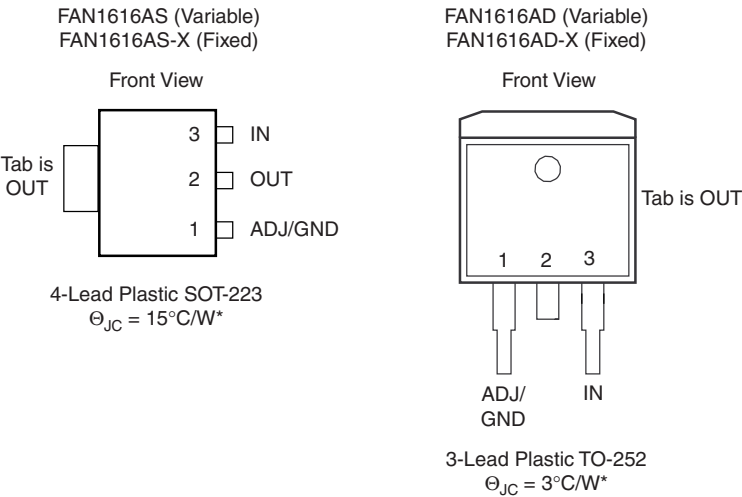 FAN1616AS (Variable)
FAN1616AS-X (Fixed)
Front View
3 IN
Tab is
OUT
2 OUT
1 ADJ/GND
4-Lead Plastic SOT-223
ΘJC = 15°C/W*
FAN1616AD (Variable)
FAN1616AD-X (Fixed)
Front View
Tab is OUT
1 2 3
ADJ/
GND
IN
3-Lead Plastic TO-252
Θ​JC = 3°C/W*